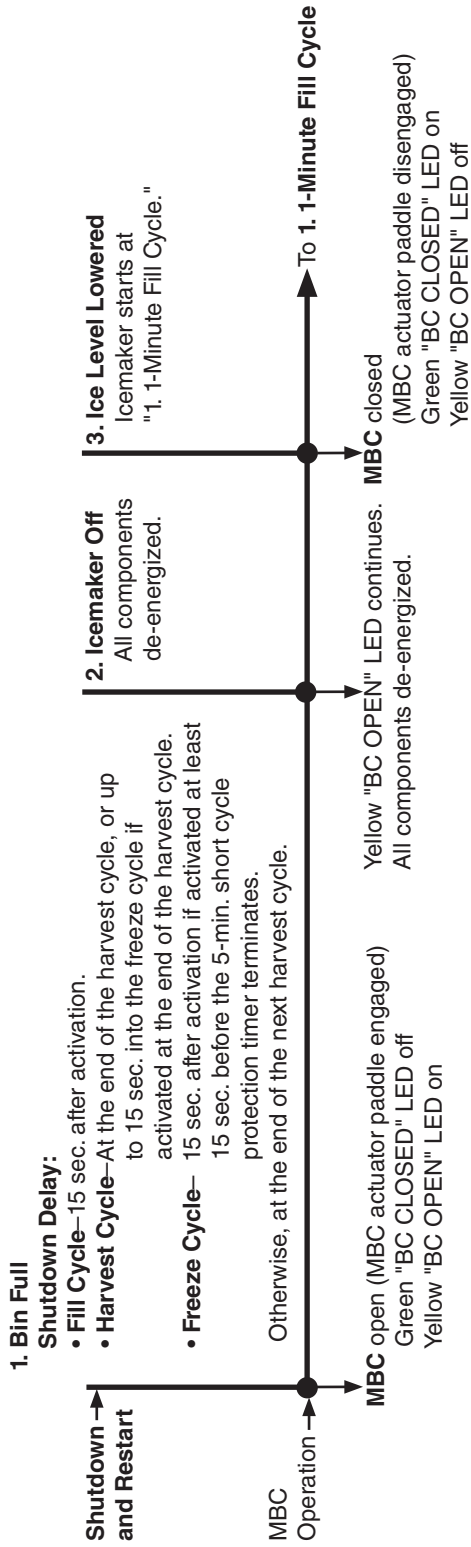 1. Bin Full
Shutdown Delay:
• Fill Cycle–15 sec. after activation.
• Harvest Cycle–At the end of the harvest cycle, or up
to 15 sec. into the freeze cycle if
activated at the end of the harvest cycle.
• Freeze Cycle– 15 sec. after activation if activated at least
15 sec. before the 5-min. short cycle
protection timer terminates.
Otherwise, at the end of the next harvest cycle.
2. Icemaker Off
All components
de-energized.
3. Ice Level Lowered
Icemaker starts at
"1. 1-Minute Fill Cycle."
Shutdown
and Restart
MBC
Operation
To 1. 1-Minute Fill Cycle
MBC open (MBC actuator paddle engaged)
Green "BC CLOSED" LED off
Yellow "BC OPEN" LED on
Yellow "BC OPEN" LED continues.
All components de-energized.
MBC closed
(MBC actuator paddle disengaged)
Green "BC CLOSED" LED on
Yellow "BC OPEN" LED off